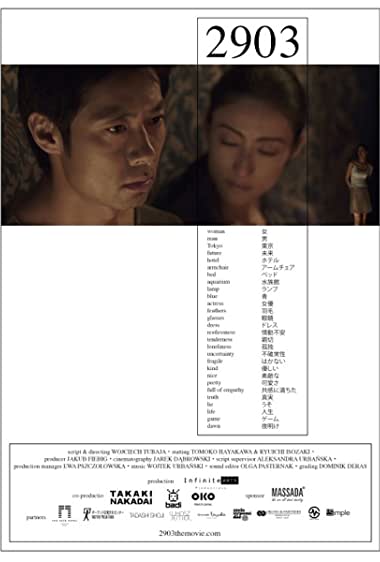 2903
woman 女
man 男
Tokyo 東京
future 未来
hotel ホテル
armchair アームチェア
bed ベッド
aquarium 水族館
lamp ランプ
blue 青
actress 女優
feathers 羽毛
glasses 眼鏡
dress ドレス
restlessness 情動不安
tenderness 親切
loneliness 孤独
uncertainty 不確実性
fragile はかない
kind 優しい
nice 素敵な
pretty 可愛さ
full of empathy 共感に満ちた
truth 真実
lie うそ
life 人生
game ゲーム
dawn 夜明け
script & directing WOJCIECH TUBAJA • starring TOMOKO HAYAKAWA & RYUICHI ISOZAKI •
producer JAKUB FIEBIG • cinematography JAREK DĄBROWSKI • script supervisor ALEKSANDRA URBAŃSKA •
production manager EWA PSZCZOŁOWSKA • music WOJTEK URBAŃSKI • sound editor OLGA PASTERNAK • grading DOMINIK DERAS
production Infinite
co-production TAKAKI NAKADAI badi OKO sponsor MASSADA
partners TADASHI SHOJI
2903themovie.com